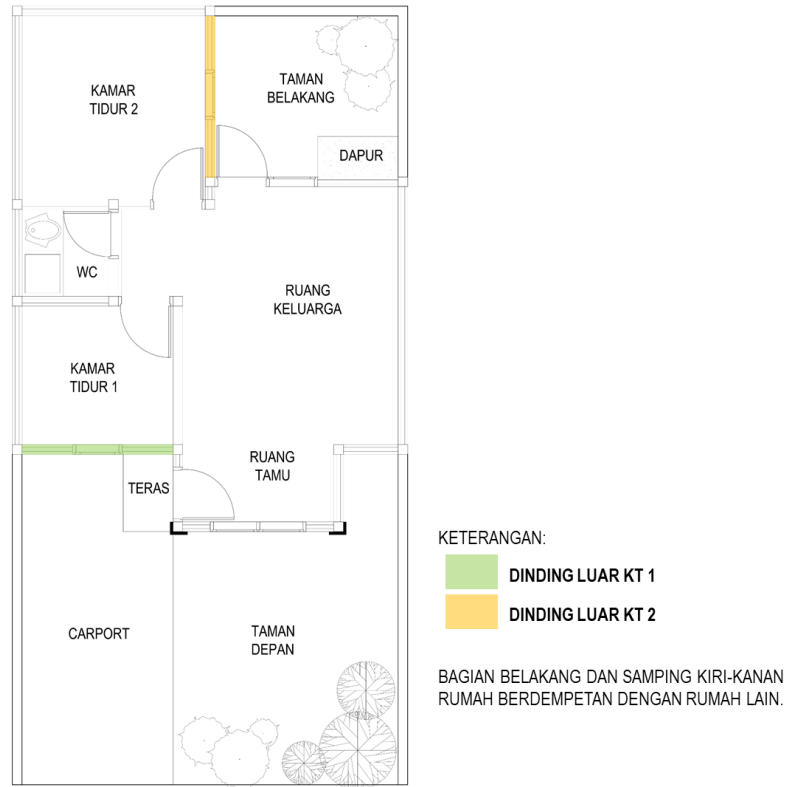 KAMAR
TIDUR 2
TAMAN
BELAKANG
DAPUR
WC
RUANG
KELUARGA
KAMAR
TIDUR 1
RUANG
TAMU
TERAS
CARPORT
TAMAN
DEPAN
KETERANGAN:
DINDING LUAR KT 1
DINDING LUAR KT 2
BAGIAN BELAKANG DAN SAMPING KIRI-KANAN
RUMAH BERDEMPETAN DENGAN RUMAH LAIN.